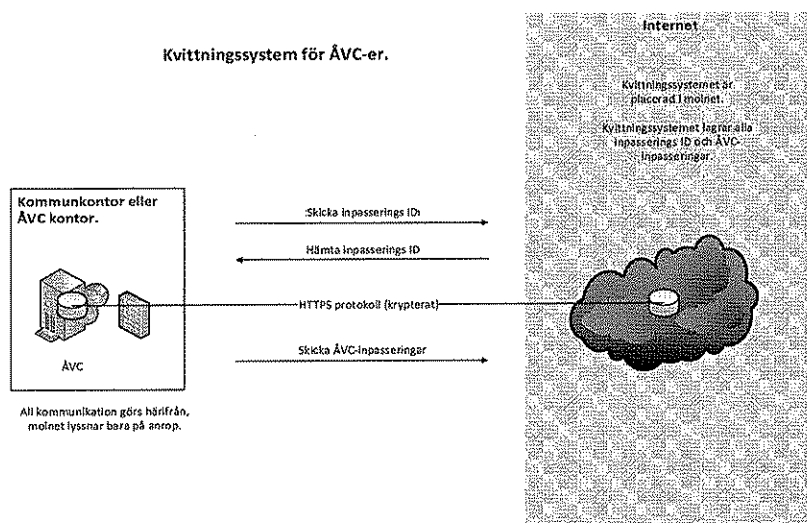 Kvittningssystem för ÅVC-er.
Internet
Kvittningssystemet är
placerad i molnet.
Kvittningssystemet lagrar alla
inpasserings ID och ÅVC-
inpasseringar.
Kommunkontor eller
ÅVC kontor.
Skicka inpasserings ID
Hämta inpasserings ID
HTTPS protokoll (krypterat)
Skicka ÅVC-inpasseringar
ÅVC
All kommunikation görs härifrån,
molnet lyssnar bara på anrop.